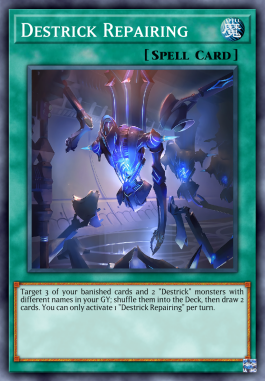 Destrick Repairing
[Spell Card]
Target 3 of your banished cards and 2 "Destrick" monsters with
different names in your GY; shuffle them into the Deck, then draw 2
cards. You can only activate 1 "Destrick Repairing" per turn.